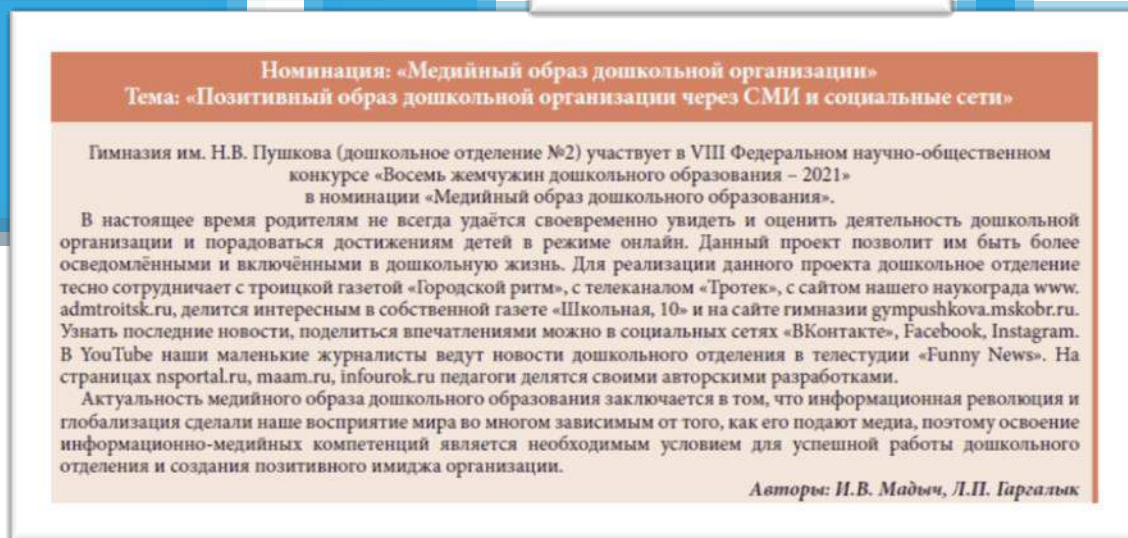 Номинация: «Медийный образ дошкольной организации»
Тема: «Позитивный образ дошкольной организации через СМИ и социальные сети»
Гимназия им. Н.В. Пушкова (дошкольное отделение №2) участвует в VIII Федеральном научно-общественном
конкурсе «Восемь жемчужин дошкольного образования – 2021»
в номинации «Медийный образ дошкольного образования».
В настоящее время родителям не всегда удаётся своевременно увидеть и оценить деятельность дошкольной
организации и порадоваться достижениям детей в режиме онлайн. Данный проект позволит им быть более
осведомлёнными и включёнными в дошкольную жизнь. Для реализации данного проекта дошкольное отделение
тесно сотрудничает с троицкой газетой «Городской ритм», с телеканалом «Тротек», с сайтом нашего наукограда www.
admtroitsk.ru, делится интересным в собственной газете «Школьная, 10» и на сайте гимназии gympushkova.mskobr.ru.
Узнать последние новости, поделиться впечатлениями можно в социальных сетях «ВКонтакте», Facebook, Instagram.
В YouTube наши маленькие журналисты ведут новости дошкольного отделения в телестудии «Funny News». На
страницах nsportal.ru, maam.ru, infourok.ru педагоги делятся своими авторскими разработками.
Актуальность медийного образа дошкольного образования заключается в том, что информационная революция и
глобализация сделали наше восприятие мира во многом зависимым от того, как его подают медиа, поэтому освоение
информационно-медийных компетенций является необходимым условием для успешной работы дошкольного
отделения и создания позитивного имиджа организации.
Авторы: И.В. Мадыч, Л.П. Гаргалык